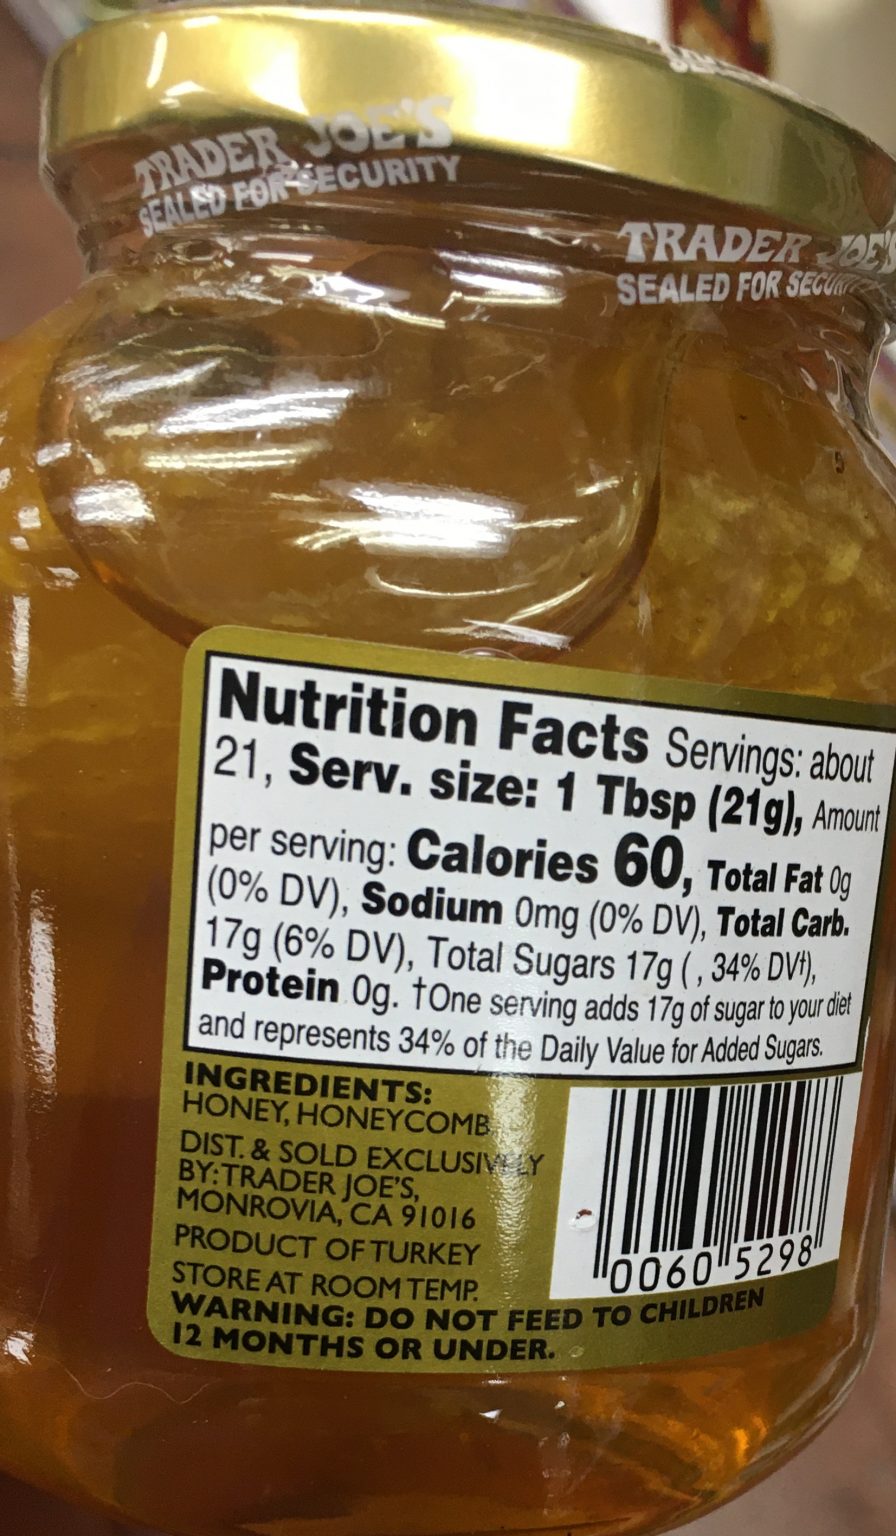 TRADER JOE'S
SEALED FOR SECURITY
TRADER JOE'S
SEALED FOR SECURITY
Nutrition Facts Servings: about
21, Serv. size: 1 Tbsp (21g), Amount
per serving: Calories 60, Total Fat 0g
(0% DV), Sodium 0mg (0% DV), Total Carb.
17g (6% DV), Total Sugars 17g ( , 34% DV†),
Protein 0g. †One serving adds 17g of sugar to your diet
and represents 34% of the Daily Value for Added Sugars.
INGREDIENTS:
HONEY, HONEYCOMB
DIST. & SOLD EXCLUSIVELY
BY: TRADER JOE'S,
MONROVIA, CA 91016
PRODUCT OF TURKEY
STORE AT ROOM TEMP.
WARNING: DO NOT FEED TO CHILDREN
12 MONTHS OR UNDER.
0060 5298